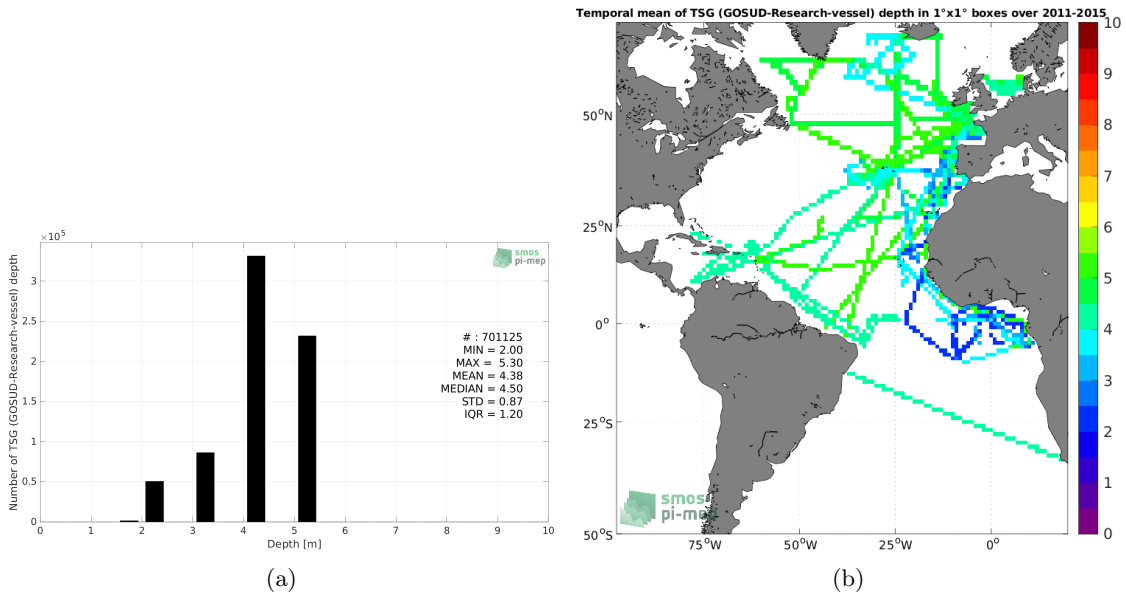 Temporal mean of TSG (GOSUD-Research-vessel) depth in 1°x1° boxes over 2011-2015
×10⁵
smos
pi-mep
Number of TSG (GOSUD-Research-vessel) depth
3
2.5
2
1.5
1
0.5
0
# : 701125
MIN = 2.00
MAX = 5.30
MEAN = 4.38
MEDIAN = 4.50
STD = 0.87
IQR = 1.20
0 1 2 3 4 5 6 7 8 9 10
Depth [m]
(a)
50°N
25°N
0°
25°S
50°S
75°W 50°W 25°W 0°
smos
pi-mep
10
9
8
7
6
5
4
3
2
1
0
(b)